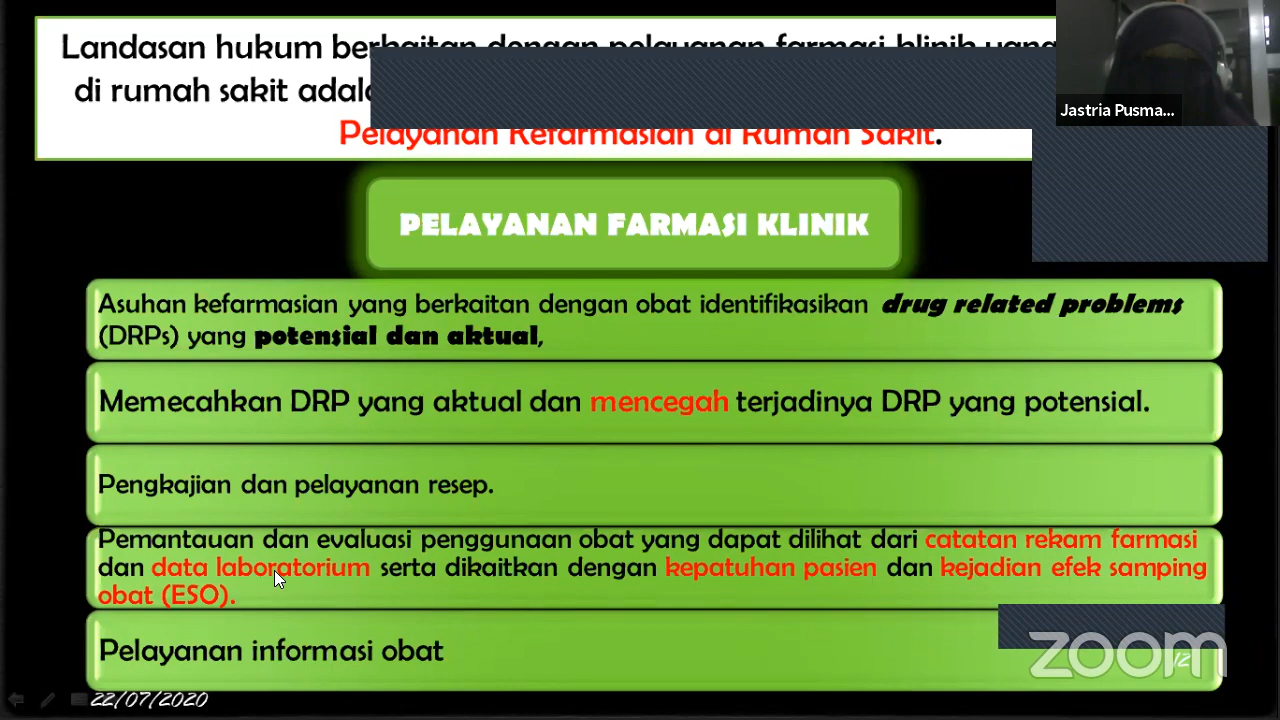 Landasan hukum berkaitan dengan pelayanan farmasi klinik yang
di rumah sakit
Pelayanan Kefarmasian di Rumah Sakit.
Jastria Pusma...
PELAYANAN FARMASI KLINIK
Asuhan kefarmasian yang berkaitan dengan obat identifikasikan drug related problems
(DRPs) yang potensial dan aktual,
Memecahkan DRP yang aktual dan mencegah terjadinya DRP yang potensial.
Pengkajian dan pelayanan resep.
Pemantauan dan evaluasi penggunaan obat yang dapat dilihat dari catatan rekam farmasi
dan data laboratorium serta dikaitkan dengan kepatuhan pasien dan kejadian efek samping
obat (ESO).
Pelayanan informasi obat
zoom
22/07/2020